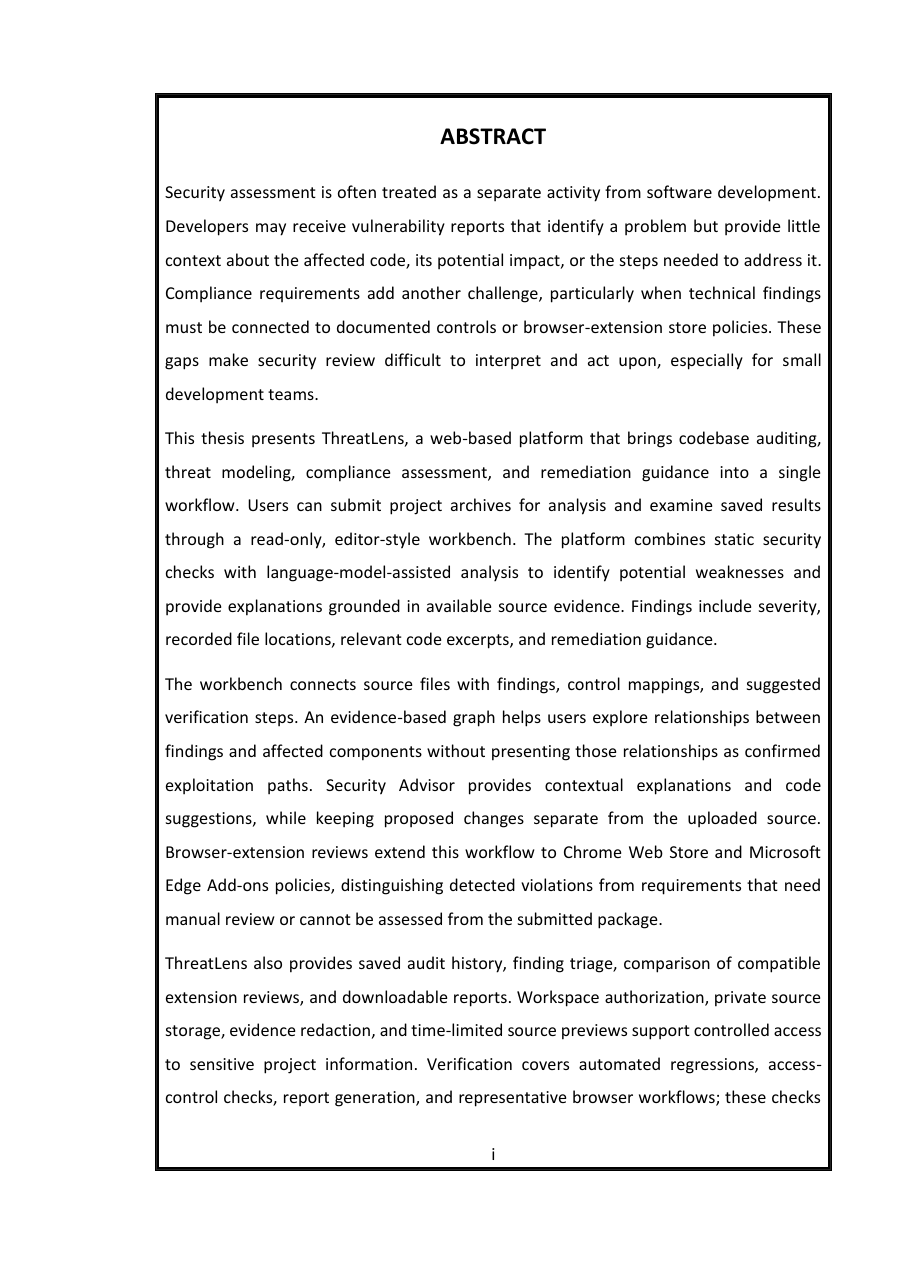 ABSTRACT
Security assessment is often treated as a separate activity from software development.
Developers may receive vulnerability reports that identify a problem but provide little
context about the affected code, its potential impact, or the steps needed to address it.
Compliance requirements add another challenge, particularly when technical findings
must be connected to documented controls or browser-extension store policies. These
gaps make security review difficult to interpret and act upon, especially for small
development teams.
This thesis presents ThreatLens, a web-based platform that brings codebase auditing,
threat modeling, compliance assessment, and remediation guidance into a single
workflow. Users can submit project archives for analysis and examine saved results
through a read-only, editor-style workbench. The platform combines static security
checks with language-model-assisted analysis to identify potential weaknesses and
provide explanations grounded in available source evidence. Findings include severity,
recorded file locations, relevant code excerpts, and remediation guidance.
The workbench connects source files with findings, control mappings, and suggested
verification steps. An evidence-based graph helps users explore relationships between
findings and affected components without presenting those relationships as confirmed
exploitation paths. Security Advisor provides contextual explanations and code
suggestions, while keeping proposed changes separate from the uploaded source.
Browser-extension reviews extend this workflow to Chrome Web Store and Microsoft
Edge Add-ons policies, distinguishing detected violations from requirements that need
manual review or cannot be assessed from the submitted package.
ThreatLens also provides saved audit history, finding triage, comparison of compatible
extension reviews, and downloadable reports. Workspace authorization, private source
storage, evidence redaction, and time-limited source previews support controlled access
to sensitive project information. Verification covers automated regressions, access-
control checks, report generation, and representative browser workflows; these checks
i